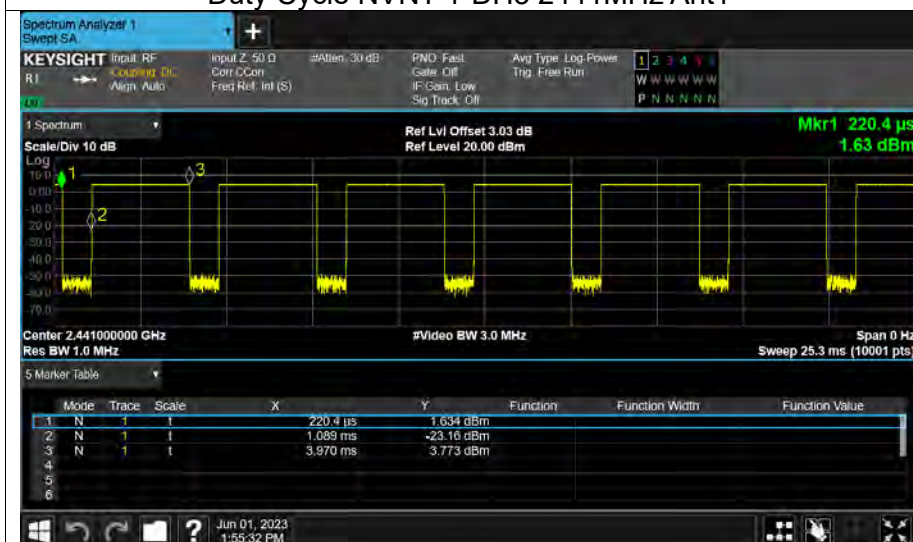 Duty Cycle NVNT 1-DH5 2441MHz Ant1
Spectrum Analyzer 1
Swept SA
+
KEYSIGHT Input: RF Input Z: 50 Ω #Atten: 30 dB PNO: Fast Avg Type: Log-Power 1 2 3 4 5 6
R1 Coupling: DC Corr CCorr Gate: Off Trig: Free Run W W W W W W
Align: Auto Freq Ref: Int (S) IF Gain: Low
Sig Track: Off P N N N N N
1 Spectrum Ref Lvl Offset 3.03 dB Mkr1 220.4 µs
Scale/Div 10 dB Ref Level 20.00 dBm 1.63 dBm
Log
10.0 1 3
0.00
-10.0 2
-20.0
-30.0
-40.0
-50.0
-60.0
-70.0
Center 2.441000000 GHz #Video BW 3.0 MHz Span 0 Hz
Res BW 1.0 MHz Sweep 25.3 ms (10001 pts)
5 Marker Table
Mode Trace Scale X Y Function Function Width Function Value
1 N 1 t 220.4 µs 1.634 dBm
2 N 1 t 1.089 ms -23.16 dBm
3 N 1 t 3.970 ms 3.773 dBm
4
5
6
? Jun 01, 2023
1:55:32 PM